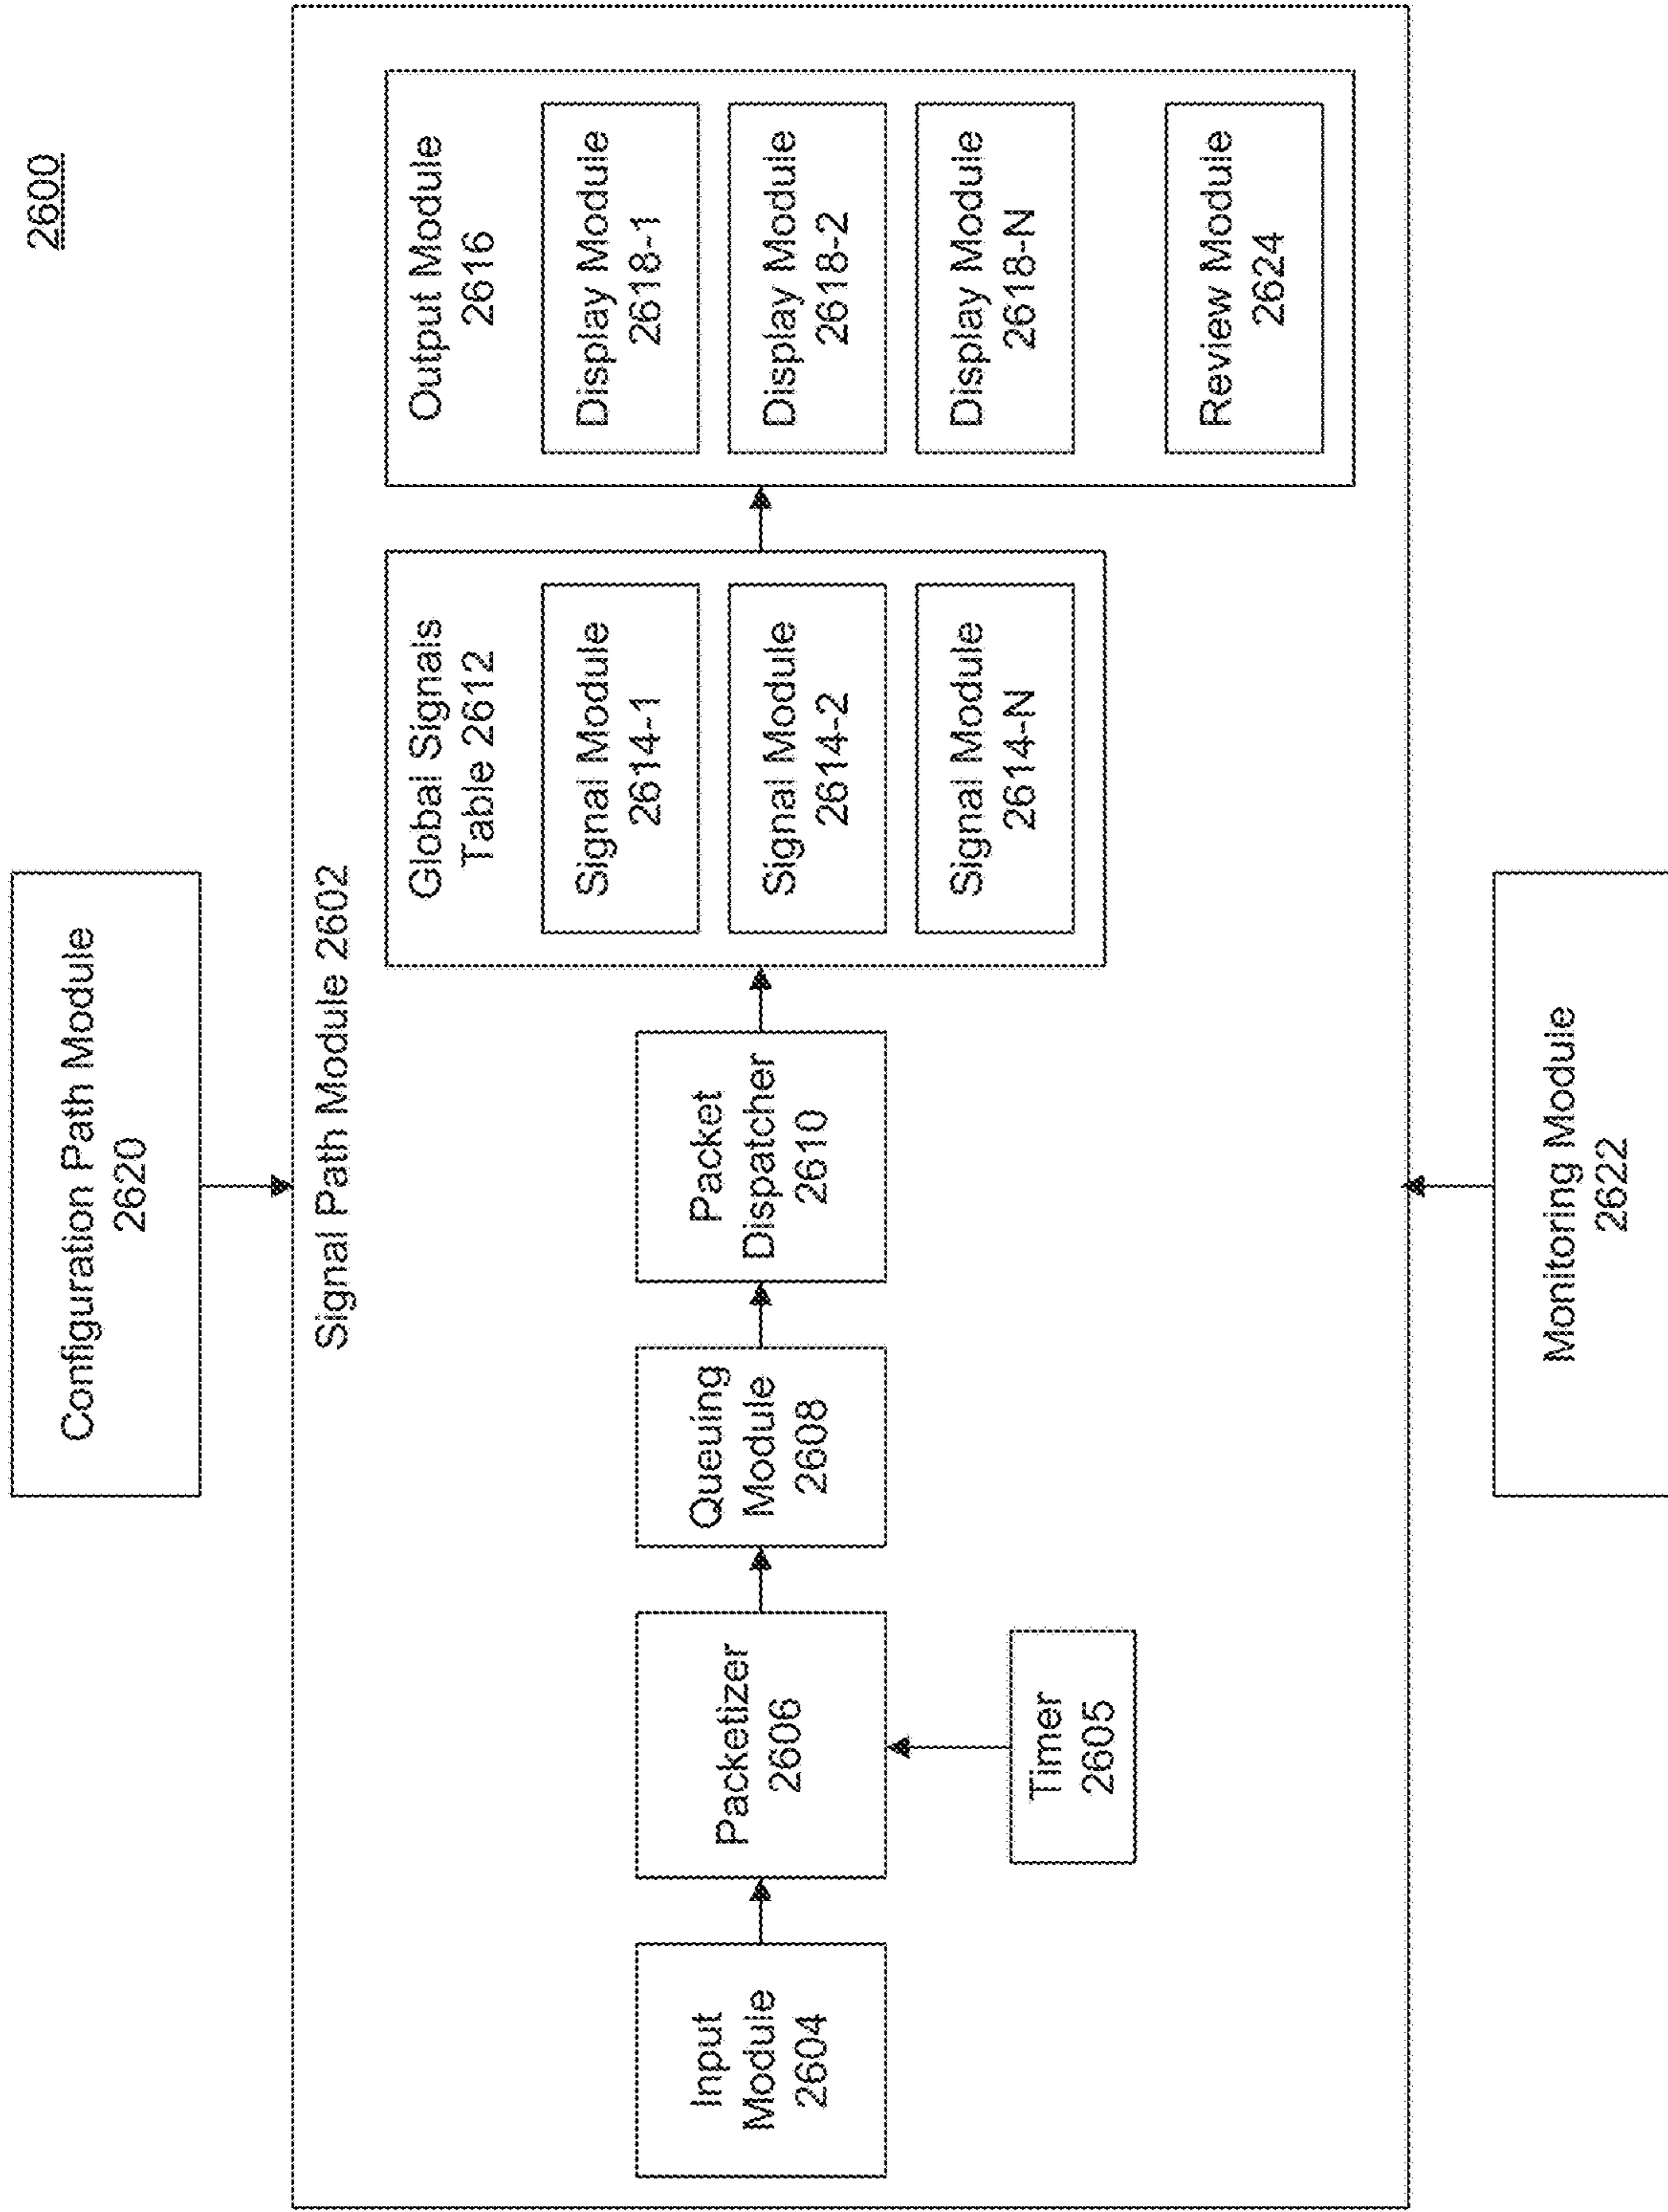 2600
Configuration Path Module
2620
Signal Path Module 2602
Input
Module
2604
Packetizer
2606
Timer
2605
Queuing
Module
2608
Packet
Dispatcher
2610
Global Signals
Table 2612
Signal Module
2614-1
Signal Module
2614-2
Signal Module
2614-N
Output Module
2616
Display Module
2618-1
Display Module
2618-2
Display Module
2618-N
Review Module
2624
Monitoring Module
2622